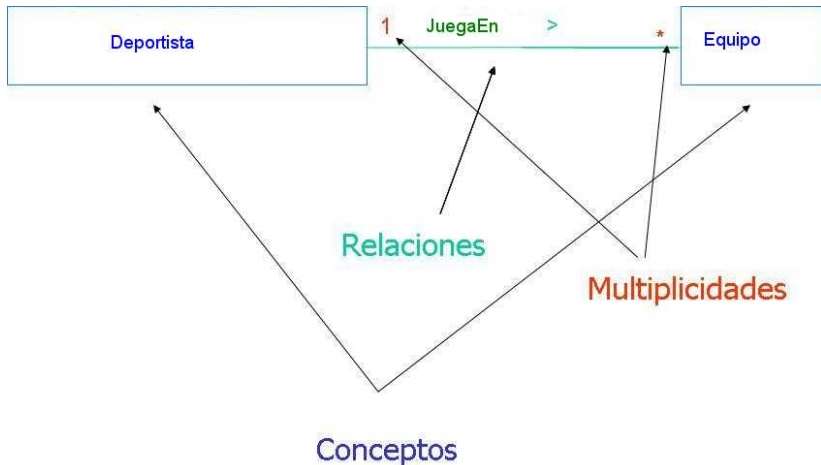 Deportista 1 JuegaEn > * Equipo
Relaciones
Multiplicidades
Conceptos